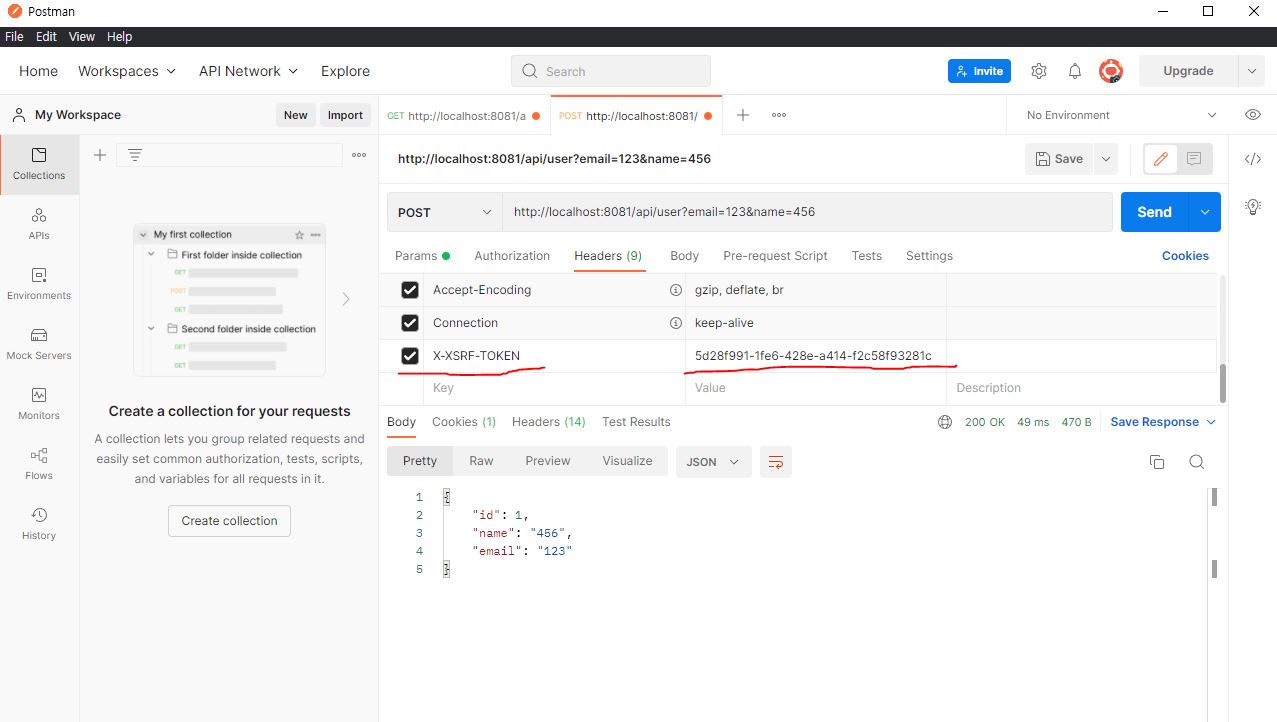 Postman
File Edit View Help
Home Workspaces API Network Explore Search Invite Upgrade
My Workspace New Import GET http://localhost:8081/a POST http://localhost:8081/ No Environment
Collections
APIs
Environments
Mock Servers
Monitors
Flows
History
My first collection
First folder inside collection
GET
POST
GET
Second folder inside collection
GET
GET
Create a collection for your requests
A collection lets you group related requests and
easily set common authorization, tests, scripts,
and variables for all requests in it.
Create collection
http://localhost:8081/api/user?email=123&name=456 Save
POST http://localhost:8081/api/user?email=123&name=456 Send
Params Authorization Headers (9) Body Pre-request Script Tests Settings Cookies
Accept-Encoding gzip, deflate, br
Connection keep-alive
X-XSRF-TOKEN 5d28f991-1fe6-428e-a414-f2c58f93281c
Key Value Description
Body Cookies (1) Headers (14) Test Results 200 OK 49 ms 470 B Save Response
Pretty Raw Preview Visualize JSON
1 {
2 "id": 1,
3 "name": "456",
4 "email": "123"
5 }